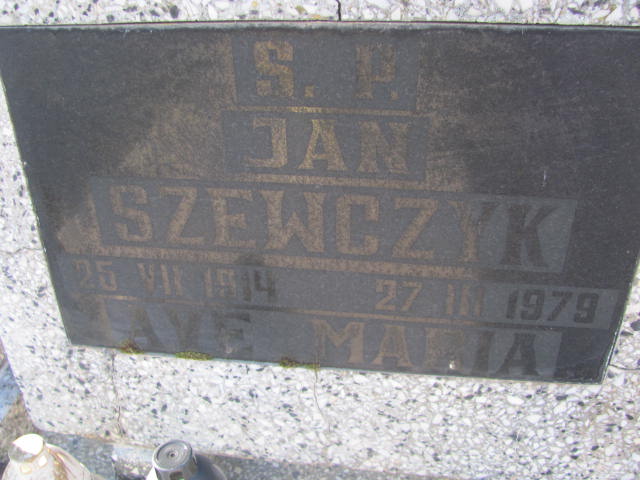 S. P.
JAN
SZEWCZYK
25 VII 1914 27 III 1979
AVE MARIA